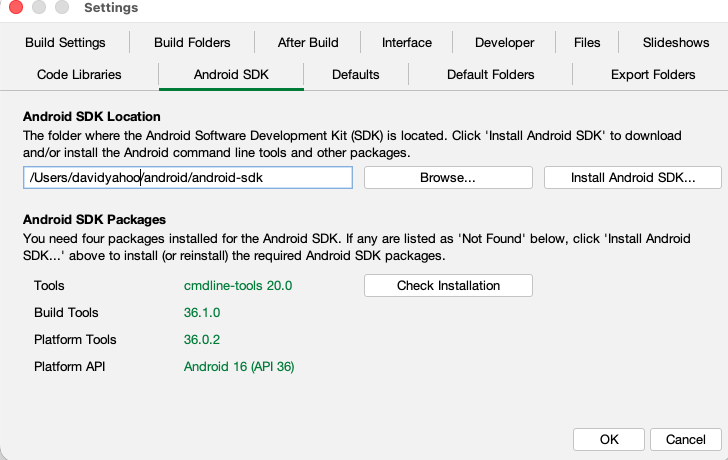 Settings
Build Settings
Build Folders
After Build
Interface
Developer
Files
Slideshows
Code Libraries
Android SDK
Defaults
Default Folders
Export Folders
Android SDK Location
The folder where the Android Software Development Kit (SDK) is located. Click 'Install Android SDK' to download
and/or install the Android command line tools and other packages.
/Users/davidyahoo/android/android-sdk
Browse...
Install Android SDK...
Android SDK Packages
You need four packages installed for the Android SDK. If any are listed as 'Not Found' below, click 'Install Android
SDK...' above to install (or reinstall) the required Android SDK packages.
Tools
cmdline-tools 20.0
Check Installation
Build Tools
36.1.0
Platform Tools
36.0.2
Platform API
Android 16 (API 36)
OK
Cancel